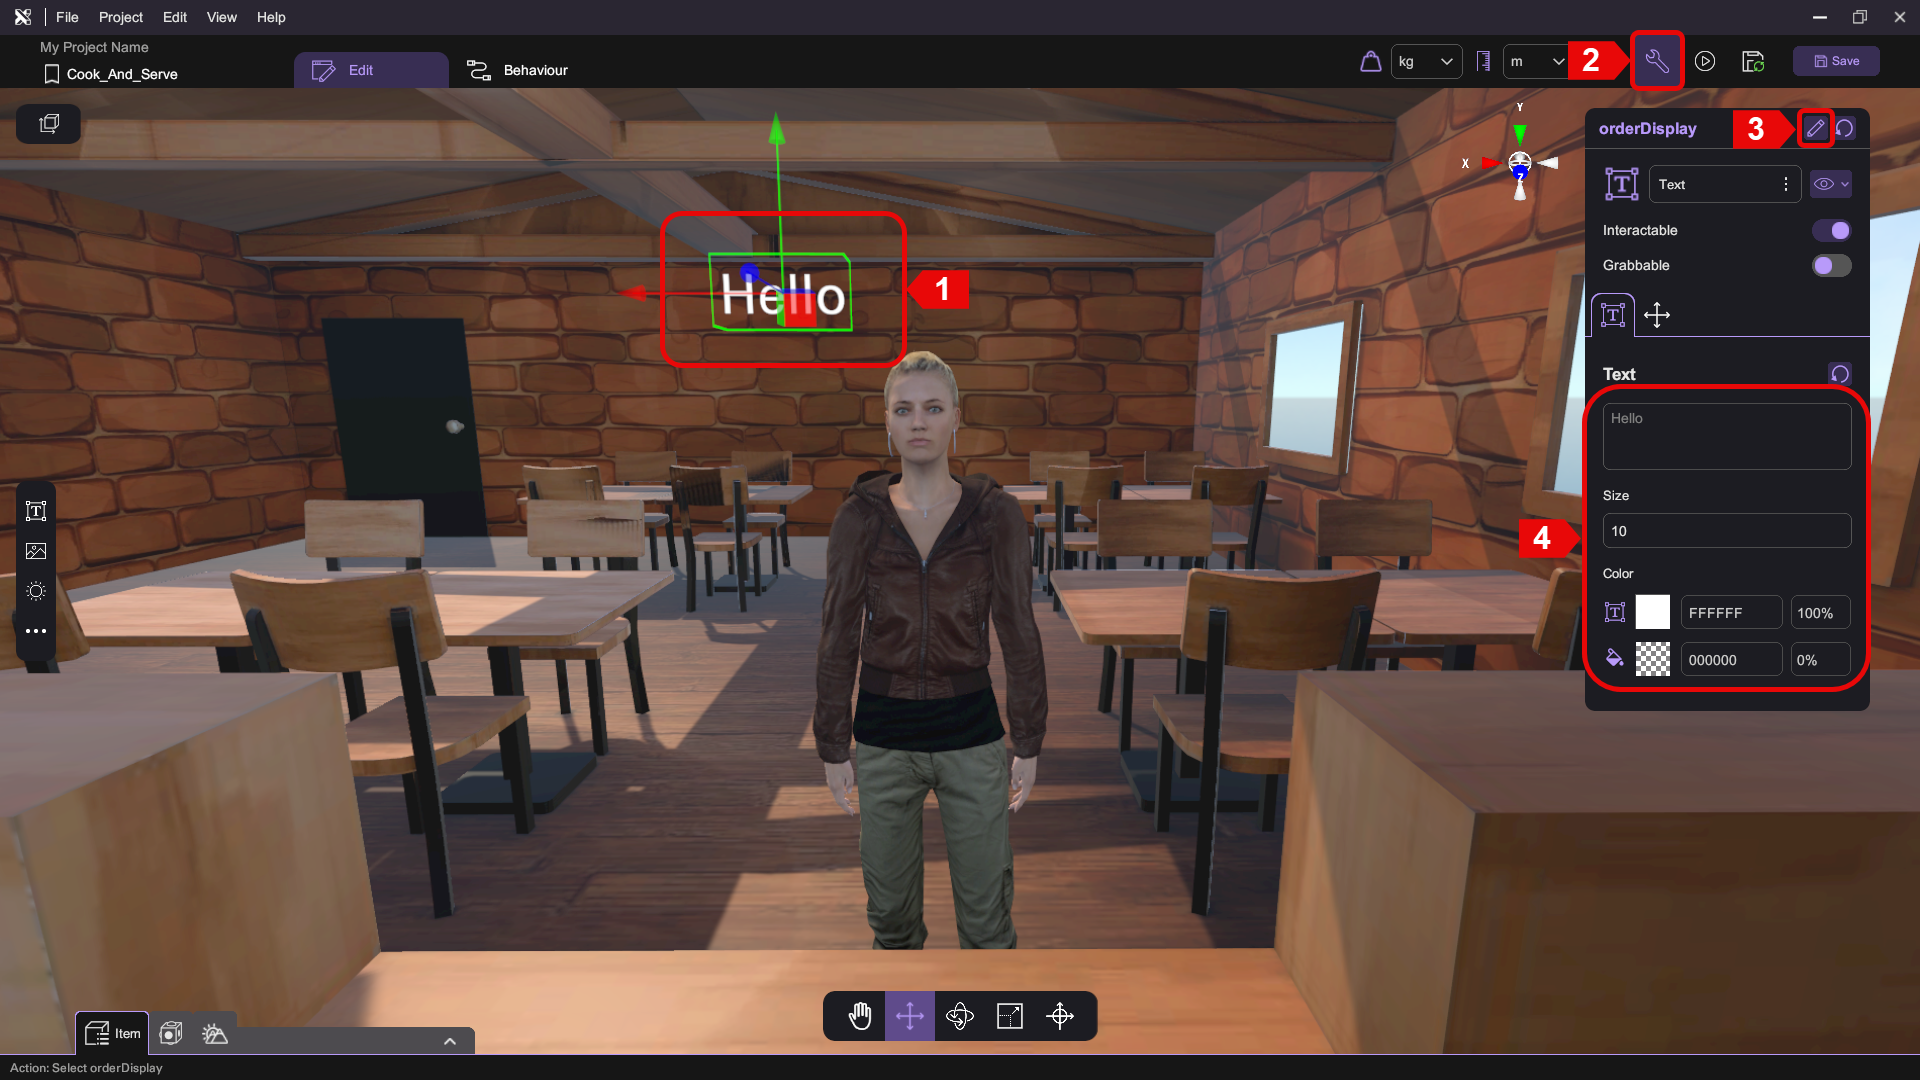 File Project Edit View Help
My Project Name
Cook_And_Serve
Edit
Behaviour
kg
m
2
Save
Y
X
Z
orderDisplay
3
Text
Interactable
Grabbable
Hello
1
Text
Hello
Size
10
4
Color
FFFFFF 100%
000000 0%
Item
Action: Select orderDisplay